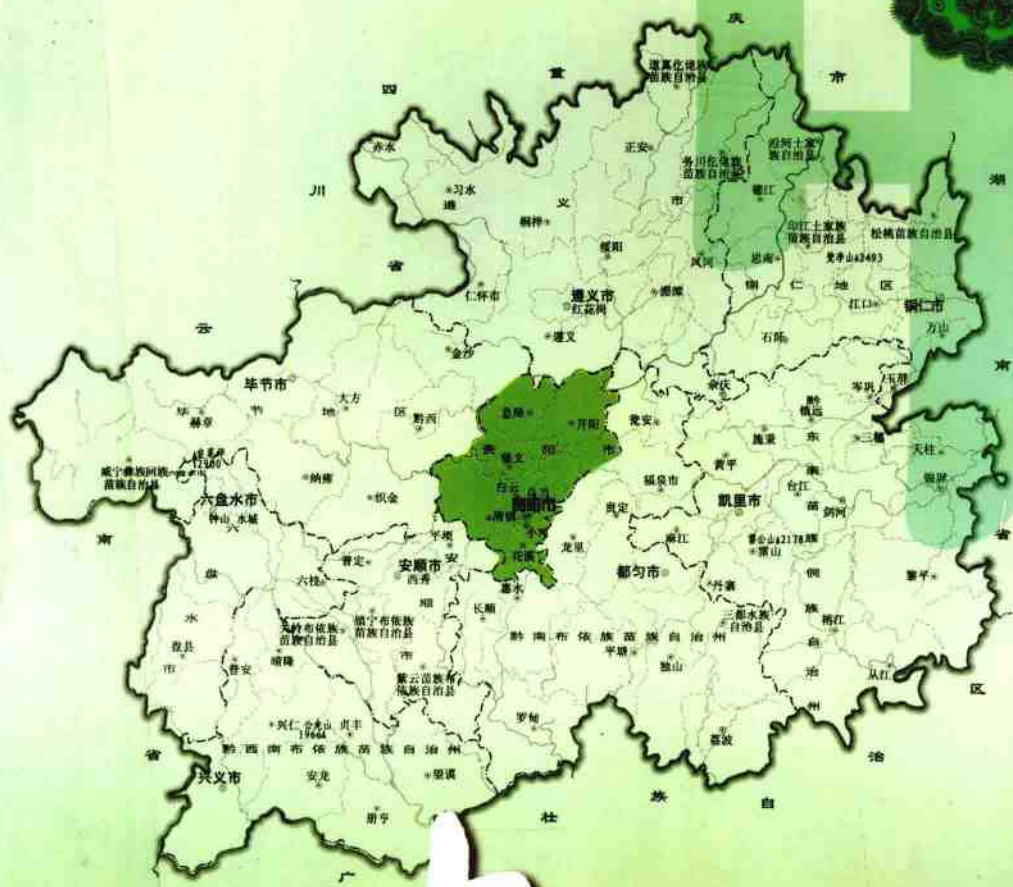 庆
重
市
四
川
省
道真仡佬族
苗族自治县
赤水
正安
务川仡佬族
苗族自治县
沿河土家
族自治县
德江
习水
遵
义
市
桐梓
印江土家族
苗族自治县
松桃苗族自治县
湖
南
省
绥阳
凤冈
思南
梵净山▲2493
铜仁地区
仁怀市
遵义市
红花岗
湄潭
江口
铜仁市
万山
云
南
省
遵义
石阡
金沙
毕节市
余庆
岑巩
玉屏
毕节地区
大方
赫章
黔西
息烽
开阳
瓮安
镇远
黔东南苗族侗族自治州
施秉
三穗
天柱
贵阳市
修文
威宁彝族回族
苗族自治县
黄平
锦屏
六盘水市
纳雍
织金
白云
福泉市
台江
钟山
水城
清镇
贵定
凯里市
剑河
麻江
雷公山▲2178
雷山
平坝
普定
龙里
花溪
安顺市
西秀
六枝
都匀市
黎平
惠水
丹寨
长顺
三都水族
自治县
榕江
关岭布依族
苗族自治县
镇宁布依族
苗族自治县
安顺市
六盘水市
黔南布依族苗族自治州
盘县
晴隆
平塘
独山
普安
紫云苗族布
依族自治县
从江
兴仁
贞丰
罗甸
荔波
黔西南布依族苗族自治州
兴义市
安龙
望谟
册亨
广
壮
族
自
治
区